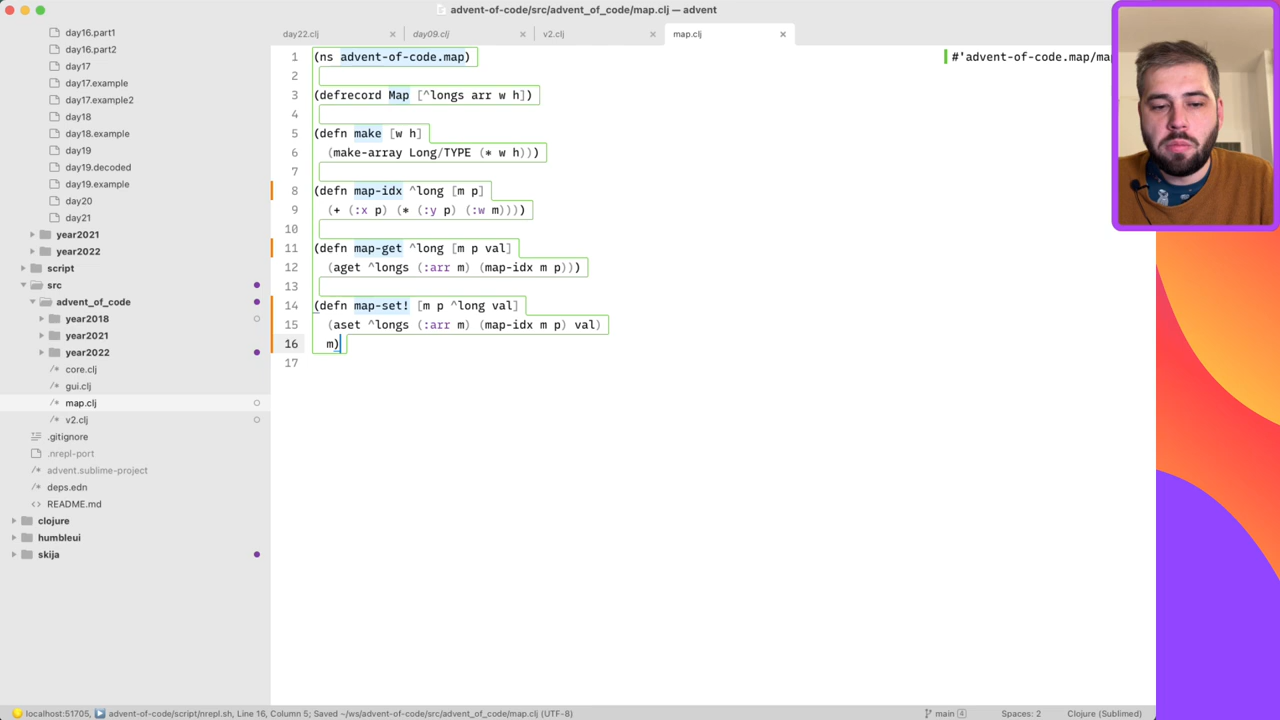 advent-of-code/src/advent_of_code/map.clj — advent
day16.part1
day16.part2
day17
day17.example
day17.example2
day18
day18.example
day19
day19.decoded
day19.example
day20
day21
year2021
year2022
script
src
advent_of_code
year2018
year2021
year2022
core.clj
gui.clj
map.clj
v2.clj
.gitignore
.nrepl-port
advent.sublime-project
deps.edn
README.md
clojure
humbleui
skija
day22.clj
day09.clj
v2.clj
map.clj
1 (ns advent-of-code.map) #'advent-of-code.map/map
2
3 (defrecord Map [^longs arr w h])
4
5 (defn make [w h]
6 (make-array Long/TYPE (* w h)))
7
8 (defn map-idx ^long [m p]
9 (+ (:x p) (* (:y p) (:w m))))
10
11 (defn map-get ^long [m p val]
12 (aget ^longs (:arr m) (map-idx m p)))
13
14 (defn map-set! [m p ^long val]
15 (aset ^longs (:arr m) (map-idx m p) val)
16 m)
17
localhost:51705, advent-of-code/script/nrepl.sh, Line 16, Column 5; Saved ~/ws/advent-of-code/src/advent_of_code/map.clj (UTF-8) main 4 Spaces: 2 Clojure (Sublimed)